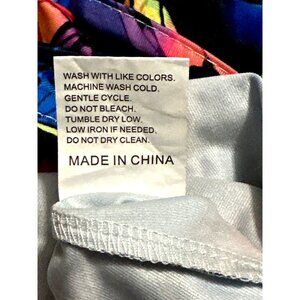 WASH WITH LIKE COLORS.
MACHINE WASH COLD.
GENTLE CYCLE.
DO NOT BLEACH.
TUMBLE DRY LOW.
LOW IRON IF NEEDED.
DO NOT DRY CLEAN.
MADE IN CHINA